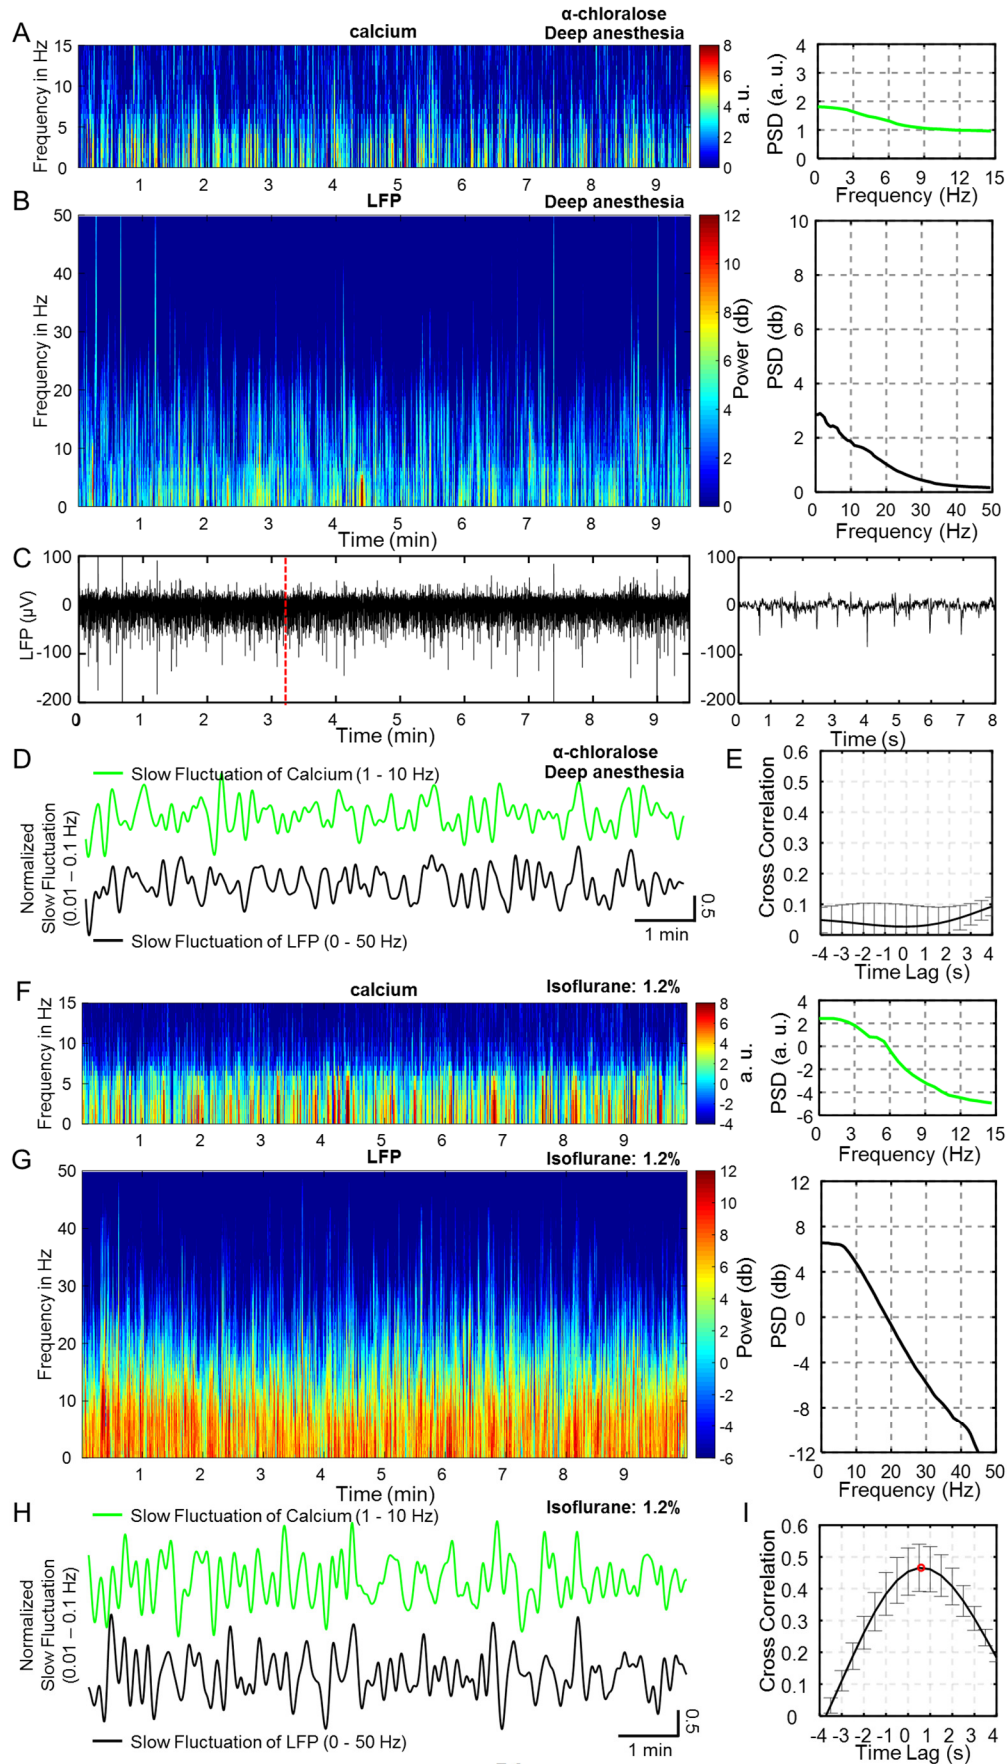 A
calcium
α-chloralose
Deep anesthesia
Frequency in Hz
15
10
5
0
1 2 3 4 5 6 7 8 9
8
6
4
2
0
a. u.
PSD (a. u.)
4
3
2
1
0
0 3 6 9 12 15
Frequency (Hz)
B
LFP
Deep anesthesia
Frequency in Hz
50
40
30
20
10
0
1 2 3 4 5 6 7 8 9
Time (min)
12
10
8
6
4
2
0
Power (db)
PSD (db)
10
8
6
4
2
0
0 10 20 30 40 50
Frequency (Hz)
C
LFP (µV)
100
0
-100
-200
0 1 2 3 4 5 6 7 8 9
Time (min)
100
0
-100
-200
0 1 2 3 4 5 6 7 8
Time (s)
D
α-chloralose
Deep anesthesia
Slow Fluctuation of Calcium (1 - 10 Hz)
Normalized
Slow Fluctuation
(0.01 – 0.1 Hz)
Slow Fluctuation of LFP (0 - 50 Hz)
0.5
1 min
E
Cross Correlation
0.6
0.5
0.4
0.3
0.2
0.1
0
-4 -3 -2 -1 0 1 2 3 4
Time Lag (s)
F
calcium
Isoflurane: 1.2%
Frequency in Hz
15
10
5
0
1 2 3 4 5 6 7 8 9
8
6
4
2
0
-2
-4
a. u.
PSD (a. u.)
4
2
0
-2
-4
-6
0 3 6 9 12 15
Frequency (Hz)
G
LFP
Isoflurane: 1.2%
Frequency in Hz
50
40
30
20
10
0
1 2 3 4 5 6 7 8 9
Time (min)
12
10
8
6
4
2
0
-2
-4
-6
Power (db)
PSD (db)
12
8
4
0
-4
-8
-12
0 10 20 30 40 50
Frequency (Hz)
H
Slow Fluctuation of Calcium (1 - 10 Hz)
Isoflurane: 1.2%
Normalized
Slow Fluctuation
(0.01 – 0.1 Hz)
Slow Fluctuation of LFP (0 - 50 Hz)
0.5
1 min
I
Cross Correlation
0.6
0.5
0.4
0.3
0.2
0.1
0
-4 -3 -2 -1 0 1 2 3 4
Time Lag (s)